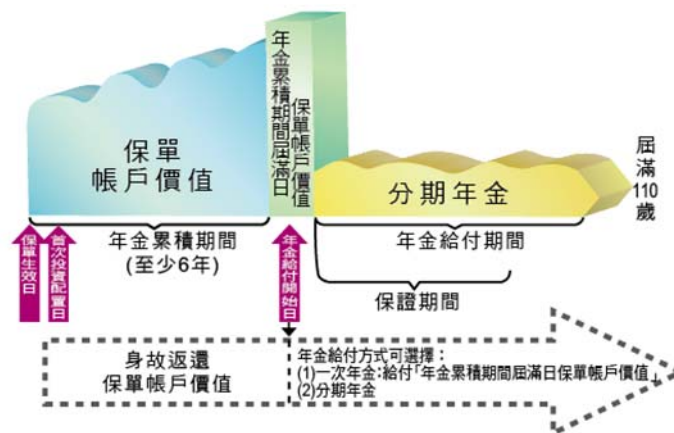 保單
帳戶價值
年金累積期間屆滿日
保單帳戶價值
分期年金
屆滿110歲
保單生效日
首次投資配置日
年金累積期間
(至少6年)
年金給付開始日
年金給付期間
保證期間
身故返還
保單帳戶價值
年金給付方式可選擇：
(1)一次年金:給付「年金累積期間屆滿日保單帳戶價值」
(2)分期年金